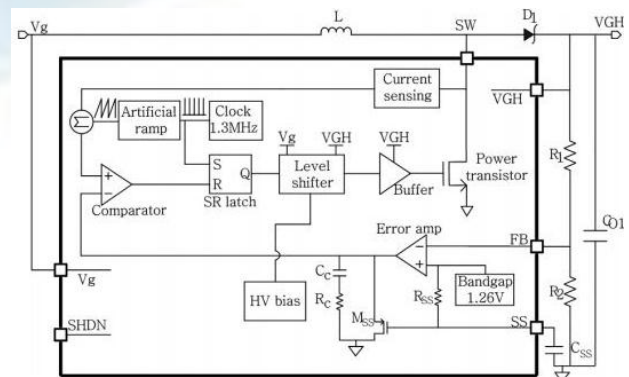 Vg
L
SW
D1
VGH
Current sensing
VGH
Σ
Artificial ramp
Clock 1.3MHz
Vg
VGH
VGH
R1
S
R
Q
Level shifter
Power transistor
+
−
Comparator
SR latch
Buffer
CO1
Error amp
FB
−
+
Vg
HV bias
CC
RC
RSS
Bandgap 1.26V
R2
SHDN
MSS
SS
CSS